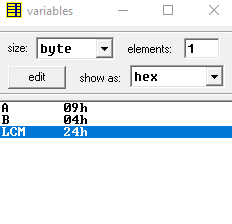 variables
size: byte elements: 1
edit show as: hex
A 09h
B 04h
LCM 24h